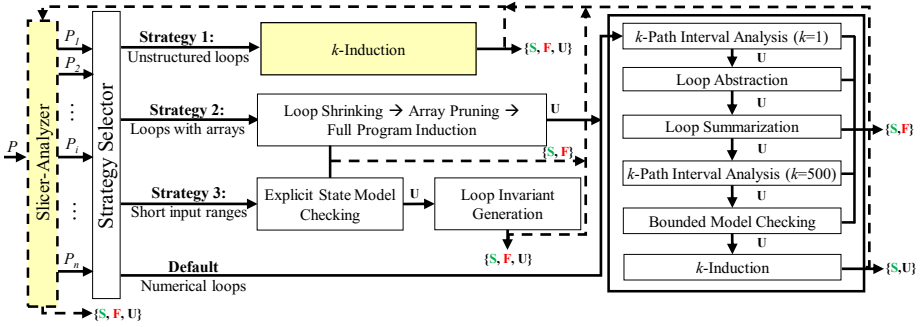 P
Slicer-Analyzer
P1
P2
⋮
Pi
⋮
Pn
{S, F, U}
Strategy Selector
Strategy 1:
Unstructured loops
k-Induction
{S, F, U}
Strategy 2:
Loops with arrays
Loop Shrinking → Array Pruning →
Full Program Induction
U
{S,F}
Strategy 3:
Short input ranges
Explicit State Model
Checking
U
Loop Invariant
Generation
{S, F, U}
Default
Numerical loops
k-Path Interval Analysis (k=1)
U
Loop Abstraction
U
Loop Summarization
{S,F}
U
k-Path Interval Analysis (k=500)
U
Bounded Model Checking
U
k-Induction
{S,U}